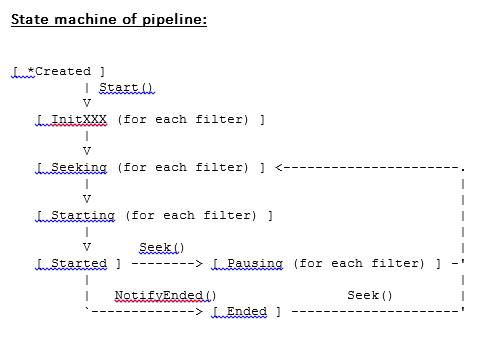 State machine of pipeline:
[ *Created ]
| Start()
V
[ InitXXX (for each filter) ]
|
V
[ Seeking (for each filter) ] <-----------------------.
| |
V |
[ Starting (for each filter) ] |
| |
V Seek() |
[ Started ] --------> [ Pausing (for each filter) ] -'
| |
| NotifyEnded() Seek() |
`-------------> [ Ended ] ---------------------'